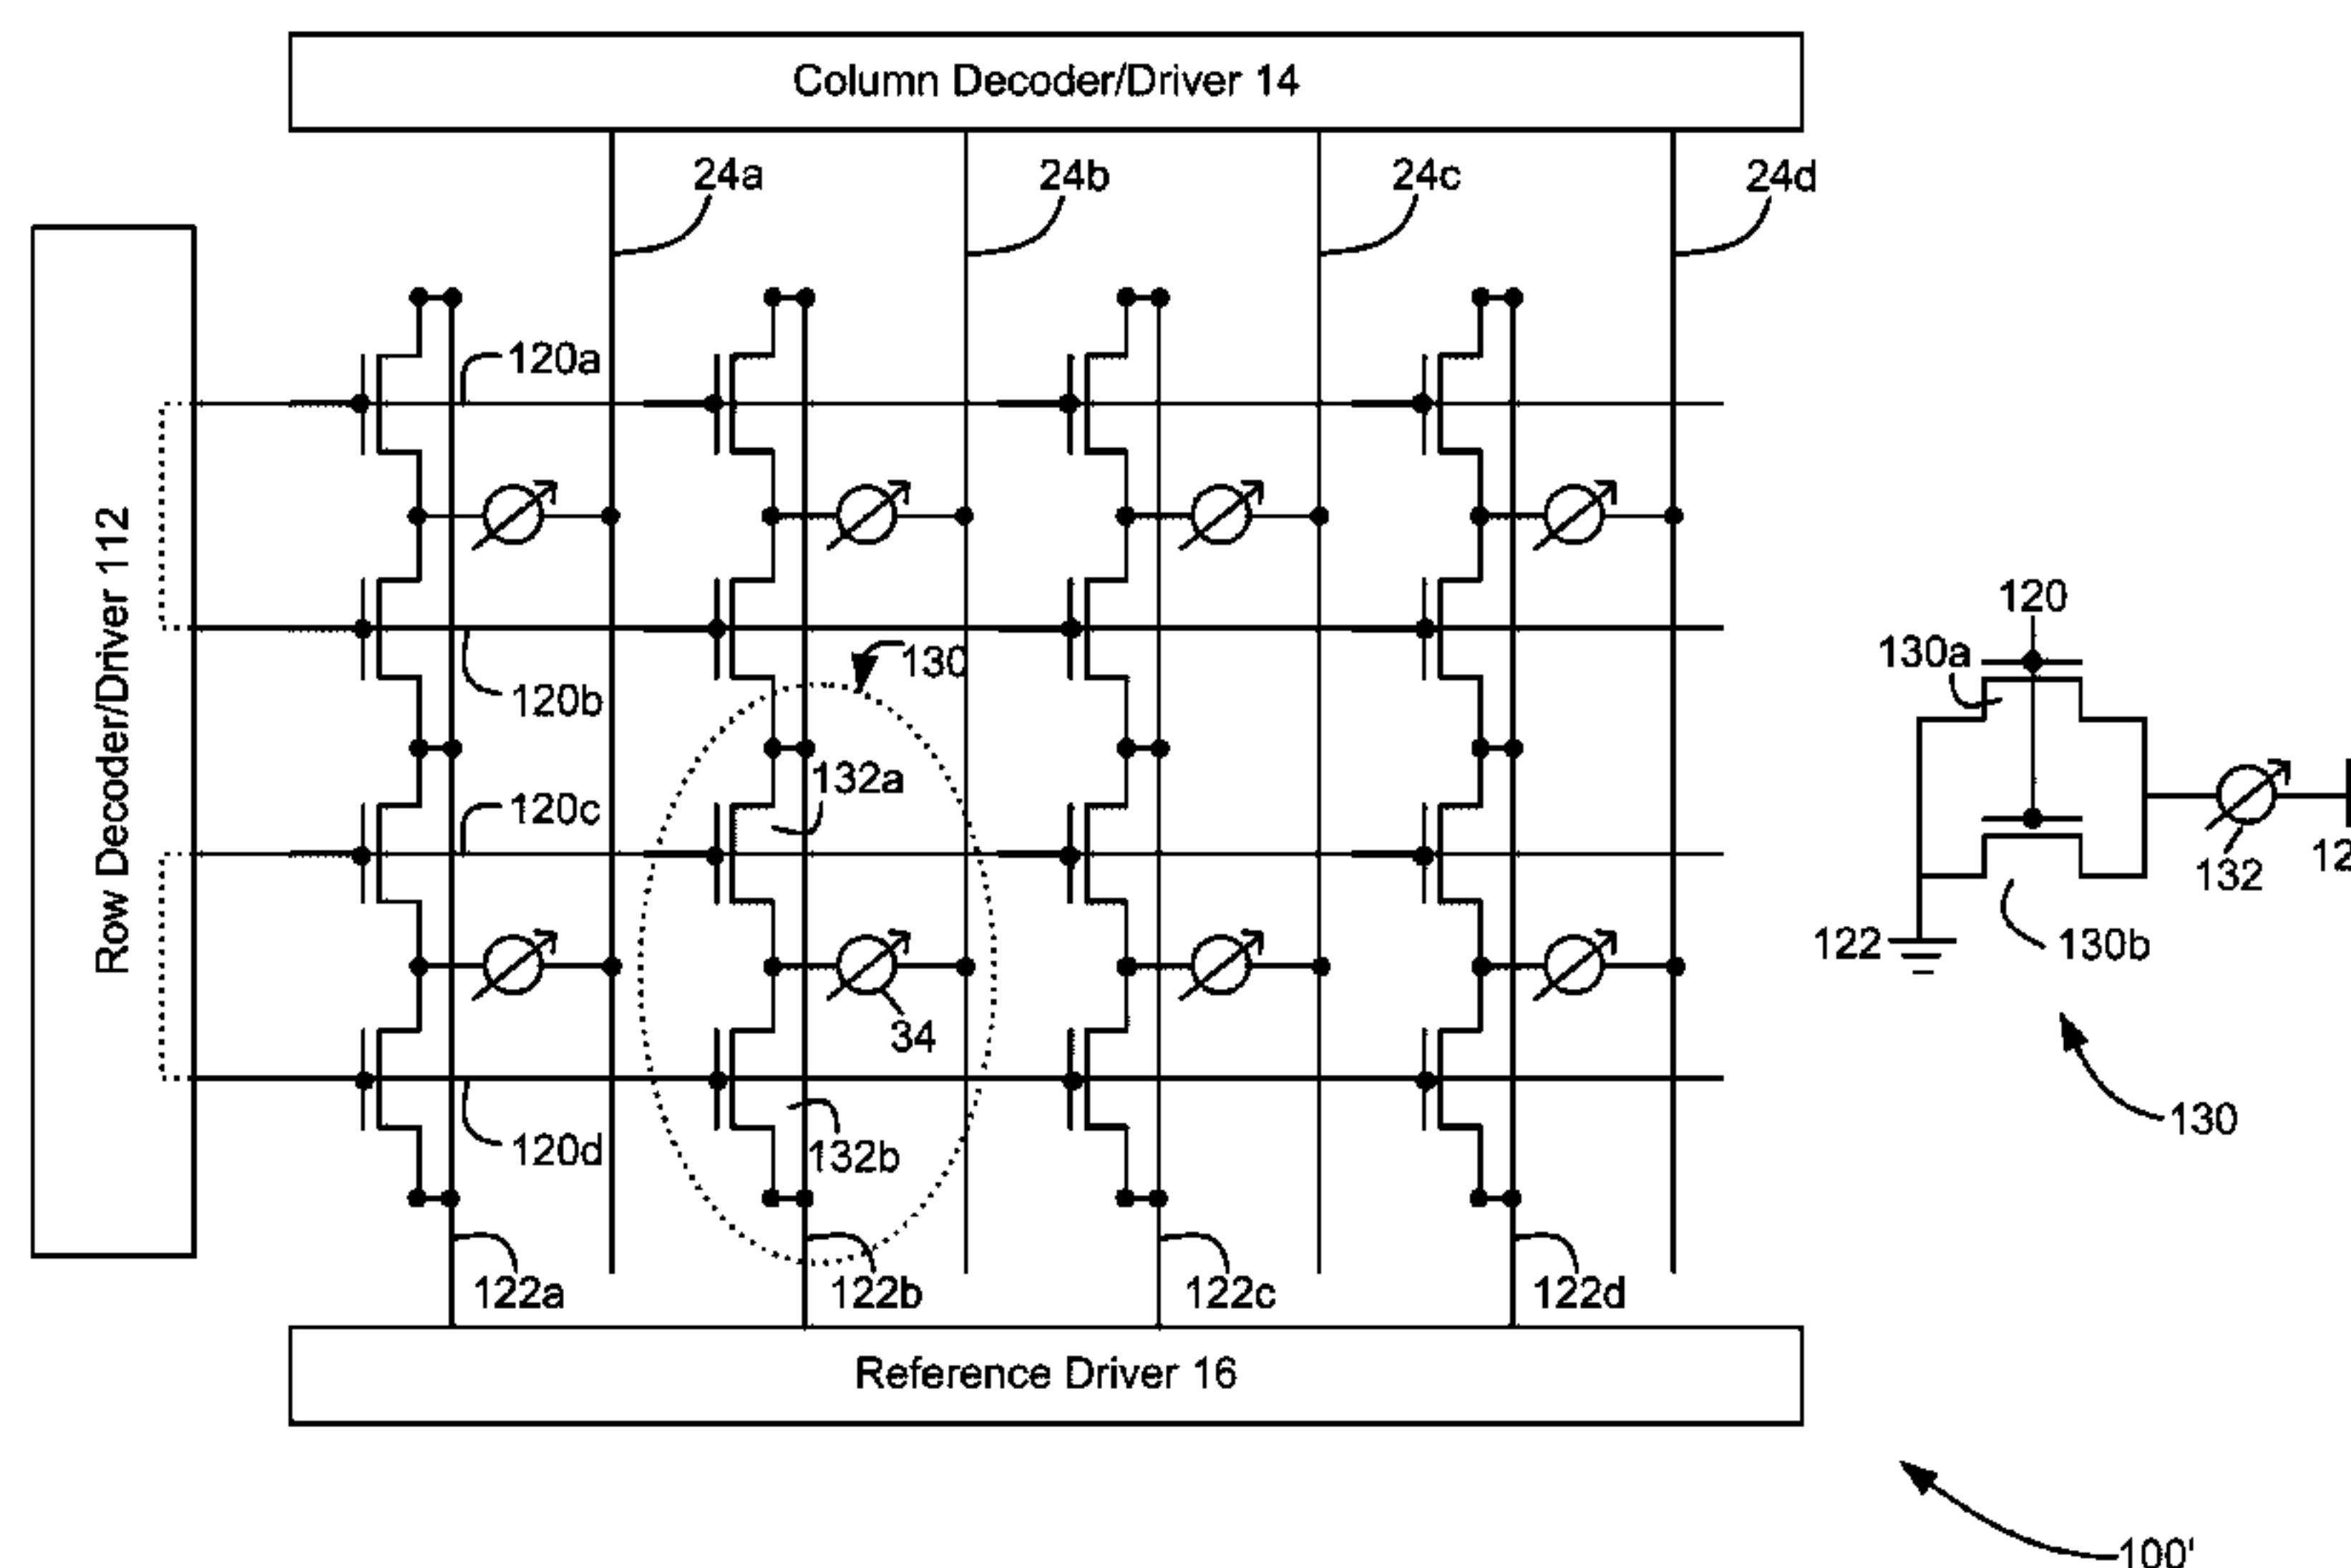 Column Decoder/Driver 14
24a
24b
24c
24d
Row Decoder/Driver 112
120a
120b
130
132a
120c
34
120d
132b
122a
122b
122c
122d
Reference Driver 16
120
130a
132
122
130b
130
100'